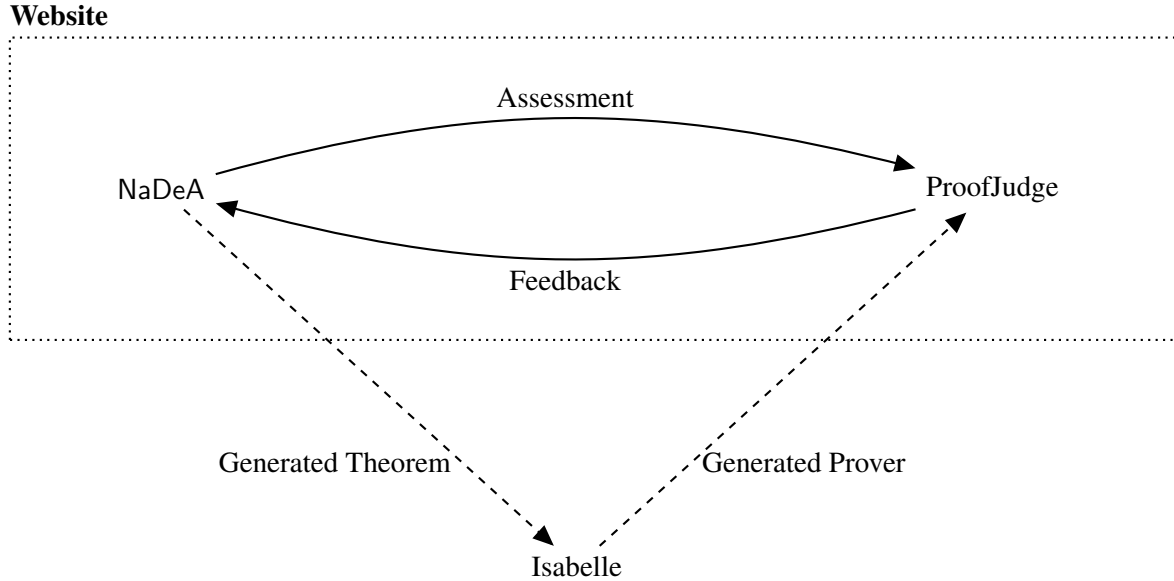 Website
Assessment
NaDeA
ProofJudge
Feedback
Generated Theorem
Generated Prover
Isabelle